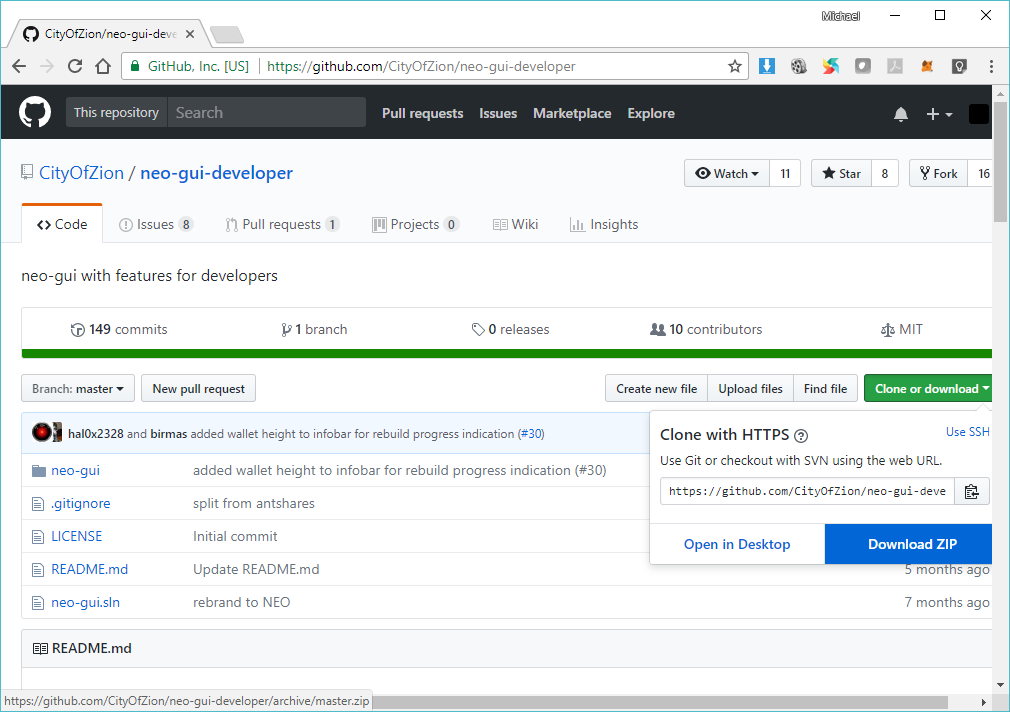 Michael
CityOfZion/neo-gui-deve
GitHub, Inc. [US] https://github.com/CityOfZion/neo-gui-developer
This repository Search Pull requests Issues Marketplace Explore
CityOfZion / neo-gui-developer Watch 11 Star 8 Fork 16
Code Issues 8 Pull requests 1 Projects 0 Wiki Insights
neo-gui with features for developers
149 commits 1 branch 0 releases 10 contributors MIT
Branch: master New pull request Create new file Upload files Find file Clone or download
hal0x2328 and birmas added wallet height to infobar for rebuild progress indication (#30)
Clone with HTTPS ? Use SSH
Use Git or checkout with SVN using the web URL.
https://github.com/CityOfZion/neo-gui-deve
Open in Desktop Download ZIP
neo-gui added wallet height to infobar for rebuild progress indication (#30)
.gitignore split from antshares
LICENSE Initial commit
README.md Update README.md 5 months ago
neo-gui.sln rebrand to NEO 7 months ago
README.md
https://github.com/CityOfZion/neo-gui-developer/archive/master.zip